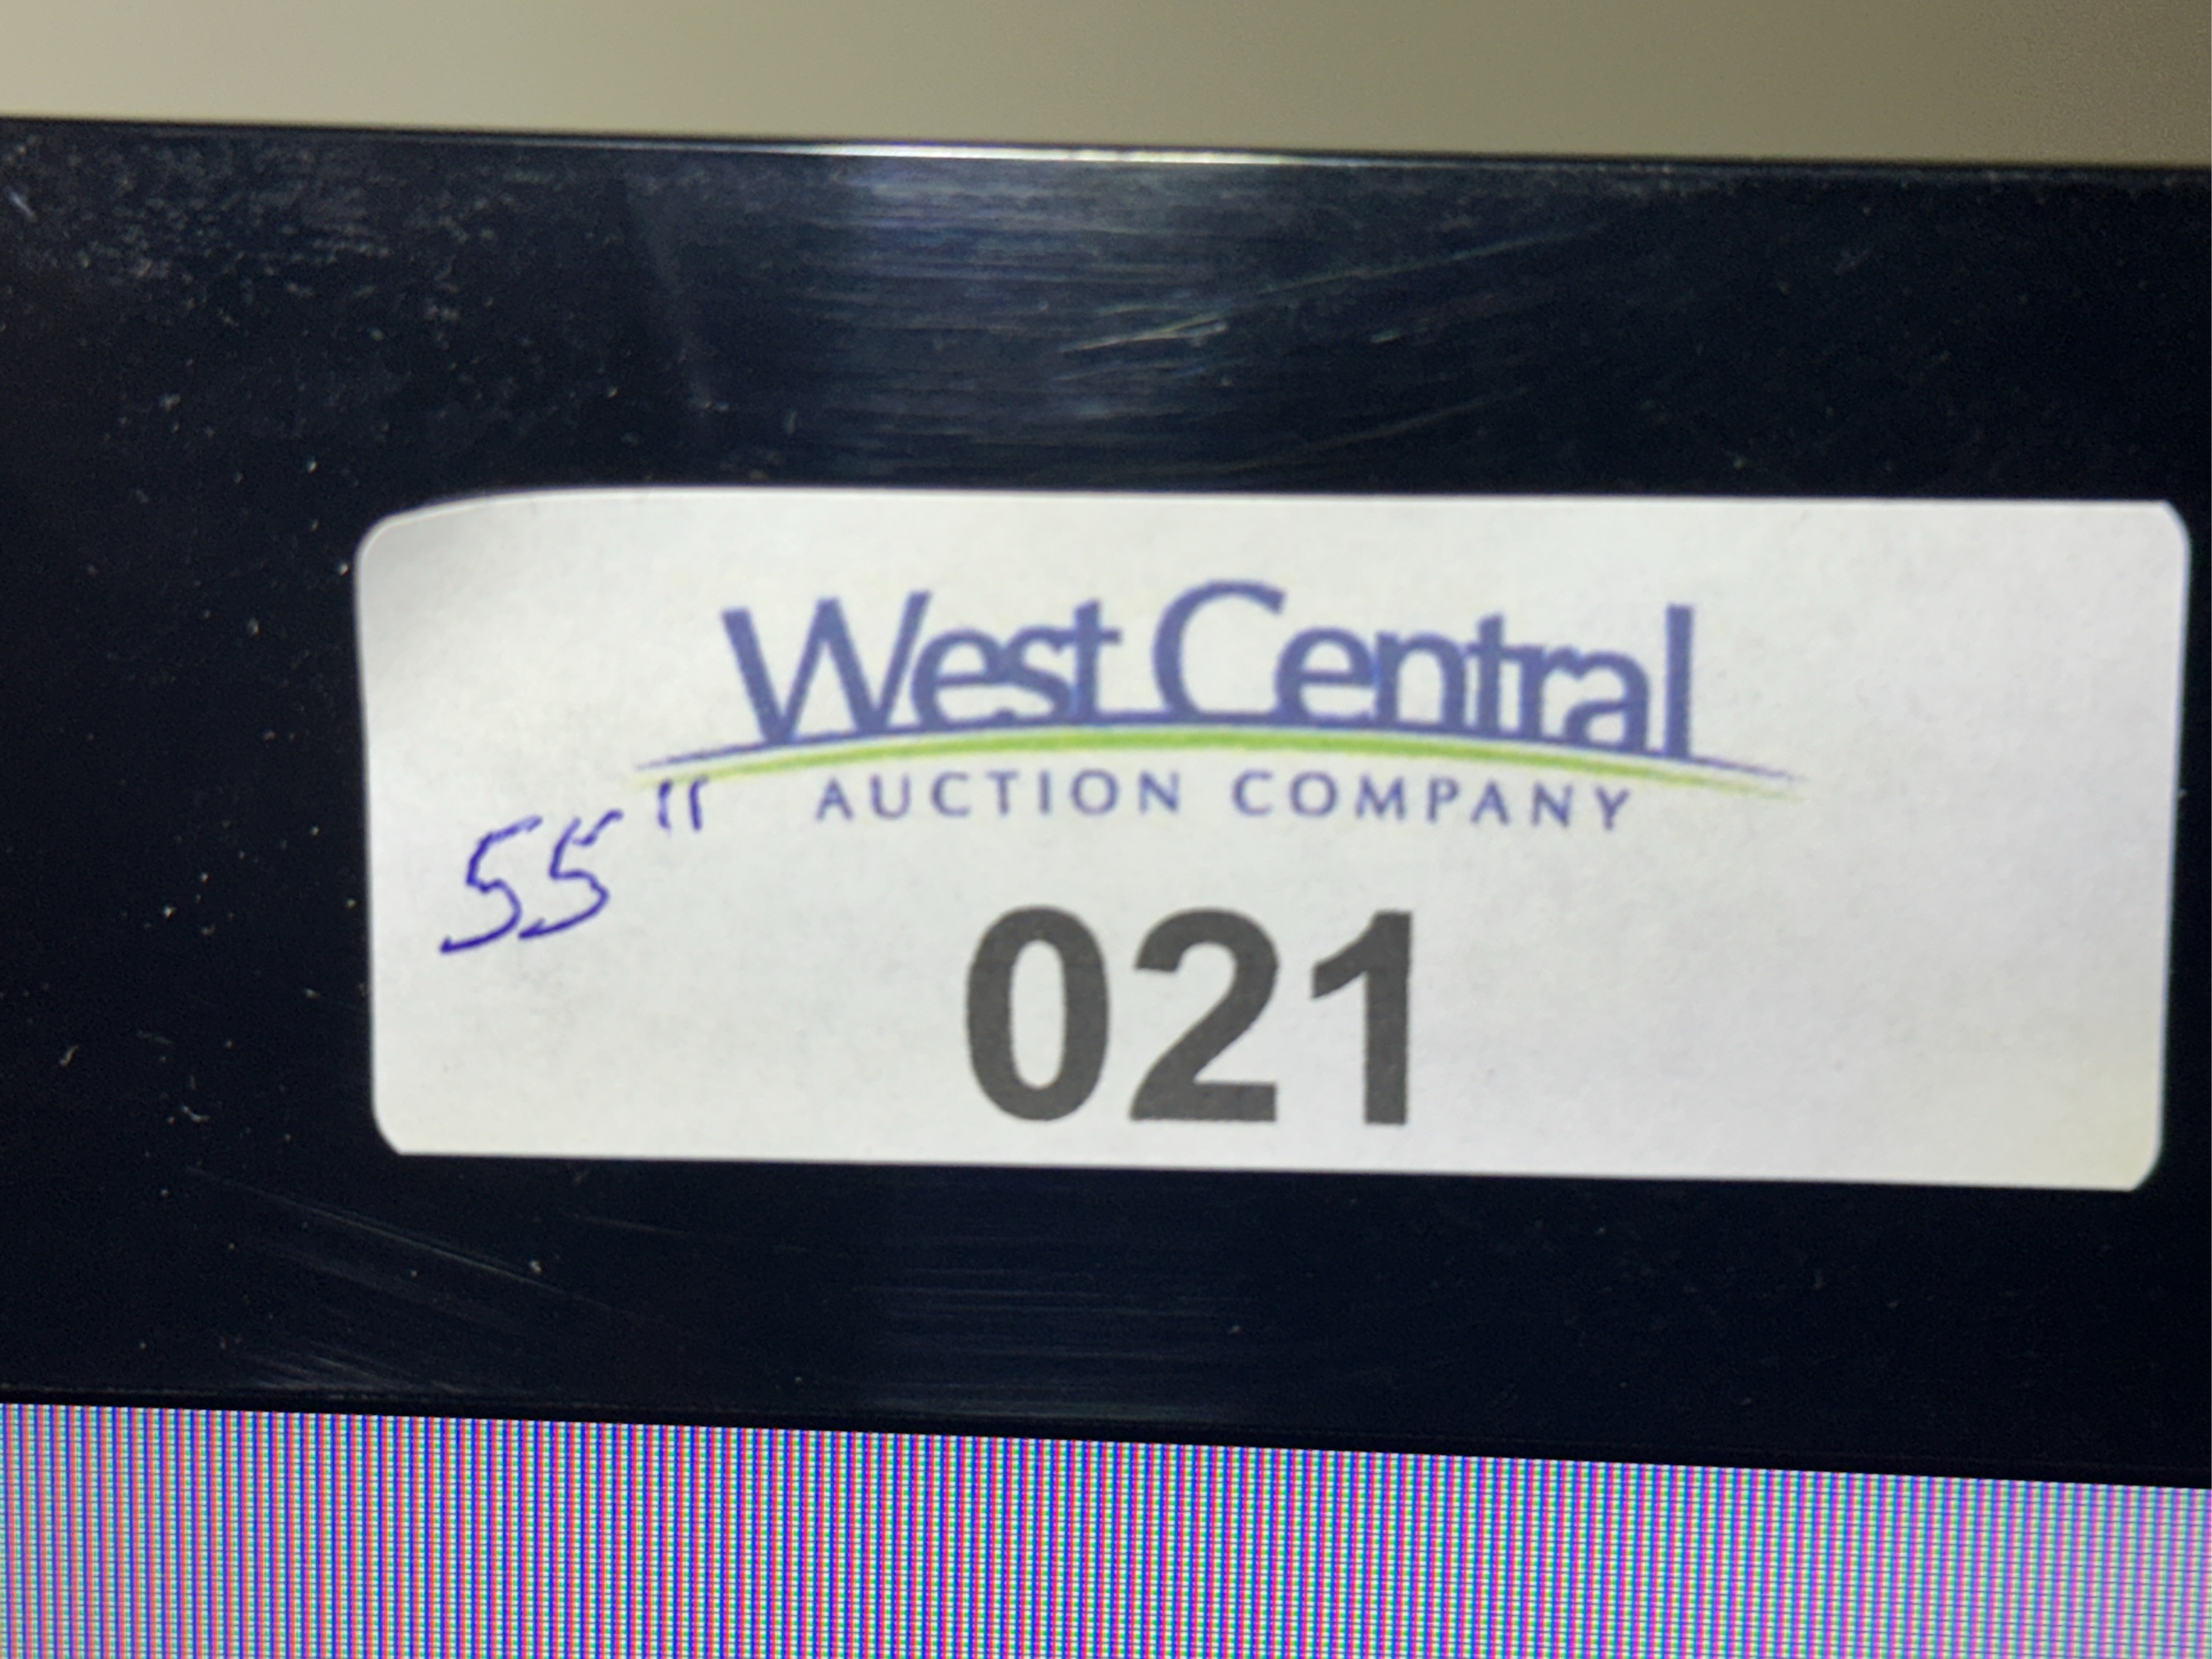 West Central
AUCTION COMPANY
55"
021